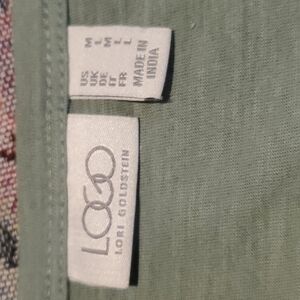 US M
UK L
DE M
IT L
FR L
MADE IN
INDIA
LOGO
LORI GOLDSTEIN